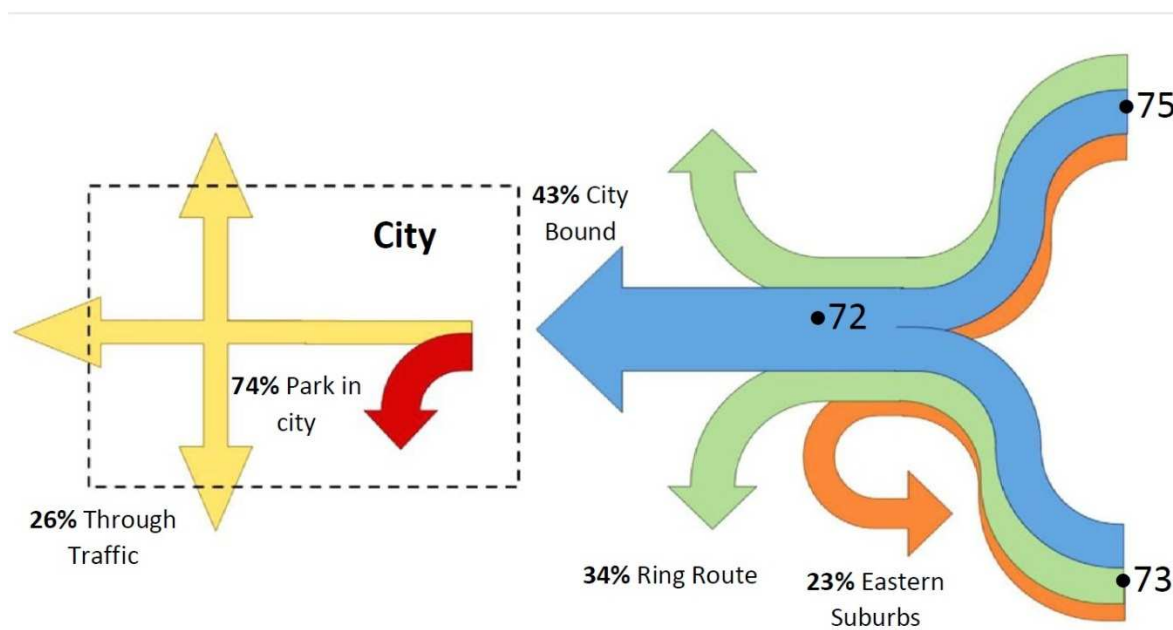 75
43% City
Bound
City
72
74% Park in
city
26% Through
Traffic
34% Ring Route
23% Eastern
Suburbs
73